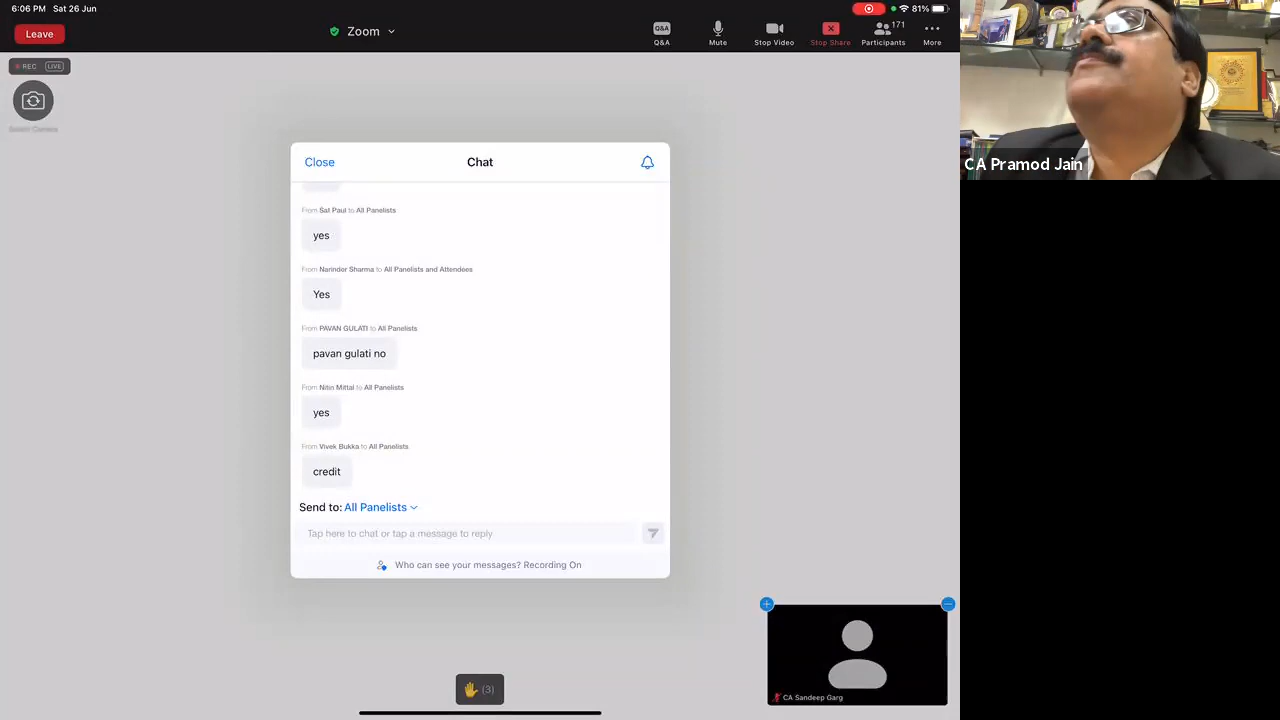 6:06 PM Sat 26 Jun
81%
Leave
Zoom
Q&A
Q&A
Mute
Stop Video
Stop Share
171
Participants
More
REC LIVE
Switch Camera
Close
Chat
From Sat Paul to All Panelists
yes
From Narinder Sharma to All Panelists and Attendees
Yes
From PAVAN GULATI to All Panelists
pavan gulati no
From Nitin Mittal to All Panelists
yes
From Vivek Bukka to All Panelists
credit
Send to: All Panelists
Tap here to chat or tap a message to reply
Who can see your messages? Recording On
(3)
CA Sandeep Garg
CA Pramod Jain